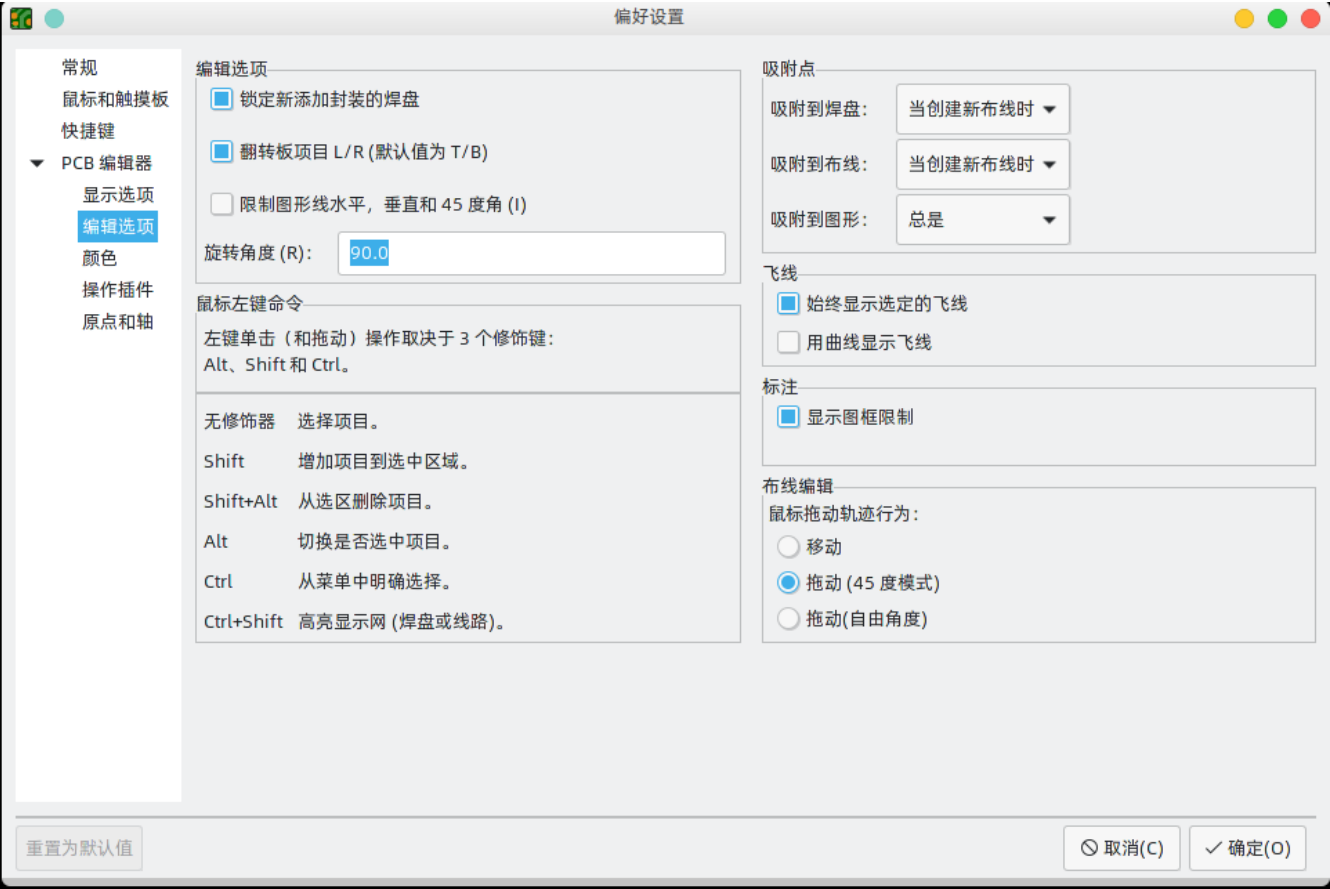 偏好设置
常规
鼠标和触摸板
快捷键
PCB 编辑器
显示选项
编辑选项
颜色
操作插件
原点和轴
编辑选项
锁定新添加封装的焊盘
翻转板项目 L/R (默认值为 T/B)
限制图形线水平，垂直和 45 度角 (I)
旋转角度 (R)： 90.0
鼠标左键命令
左键单击（和拖动）操作取决于 3 个修饰键：
Alt、Shift 和 Ctrl。
无修饰器 选择项目。
Shift 增加项目到选中区域。
Shift+Alt 从选区删除项目。
Alt 切换是否选中项目。
Ctrl 从菜单中明确选择。
Ctrl+Shift 高亮显示网 (焊盘或线路)。
吸附点
吸附到焊盘： 当创建新布线时
吸附到布线： 当创建新布线时
吸附到图形： 总是
飞线
始终显示选定的飞线
用曲线显示飞线
标注
显示图框限制
布线编辑
鼠标拖动轨迹行为：
移动
拖动 (45 度模式)
拖动(自由角度)
重置为默认值
取消(C)
确定(O)